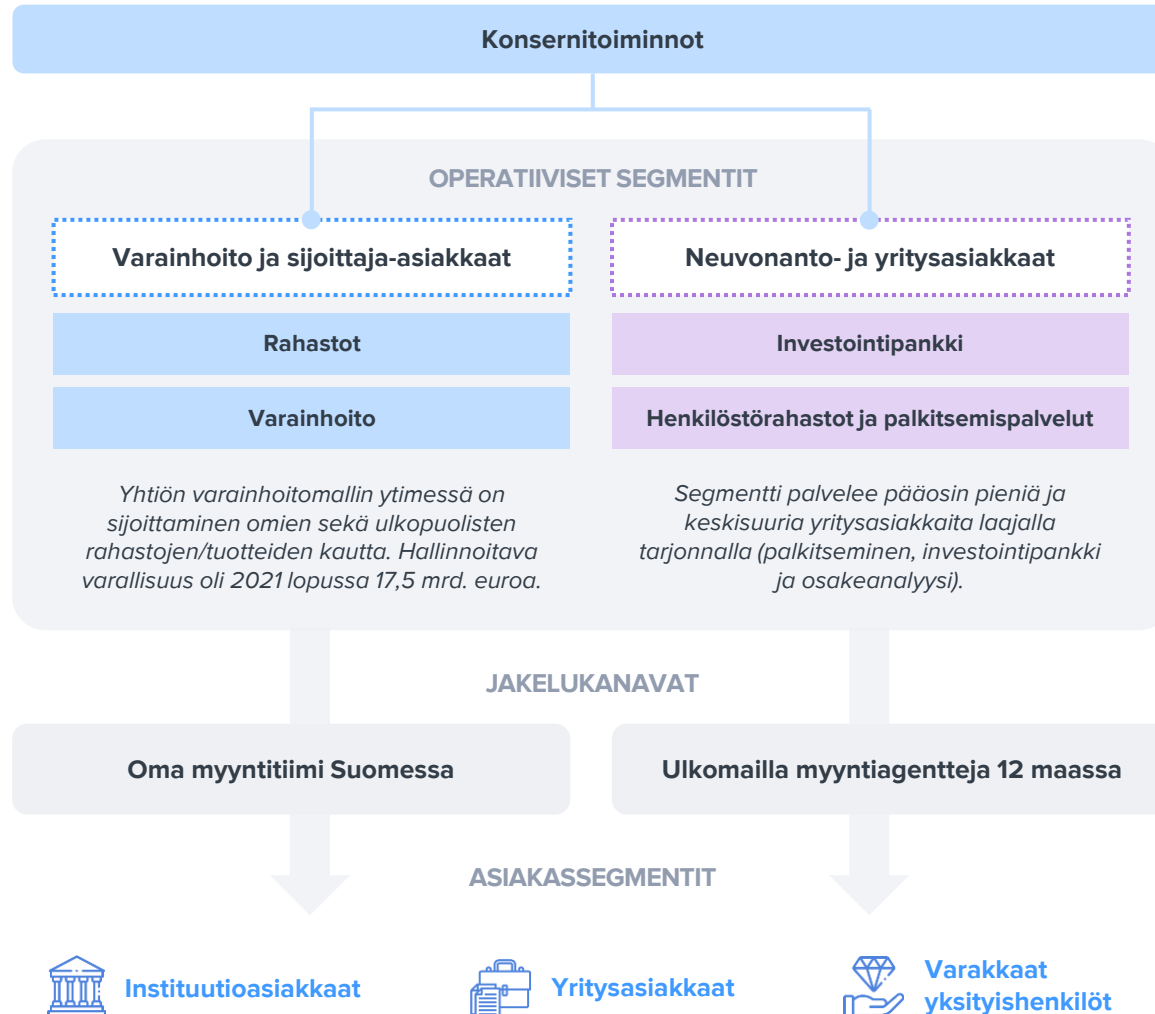 Konsernitoiminnot
OPERATIIVISET SEGMENTIT
Varainhoito ja sijoittaja-asiakkaat
Rahastot
Varainhoito
Yhtiön varainhoitomallin ytimessä on
sijoittaminen omien sekä ulkopuolisten
rahastojen/tuotteiden kautta. Hallinnoitava
varallisuus oli 2021 lopussa 17,5 mrd. euroa.
Neuvonanto- ja yritysasiakkaat
Investointipankki
Henkilöstörahastot ja palkitsemispalvelut
Segmentti palvelee pääosin pieniä ja
keskisuuria yritysasiakkaita laajalla
tarjonnalla (palkitseminen, investointipankki
ja osakeanalyysi).
JAKELUKANAVAT
Oma myyntitiimi Suomessa
Ulkomailla myyntiagentteja 12 maassa
ASIAKASSEGMENTIT
Instituutioasiakkaat
Yritysasiakkaat
Varakkaat
yksityishenkilöt